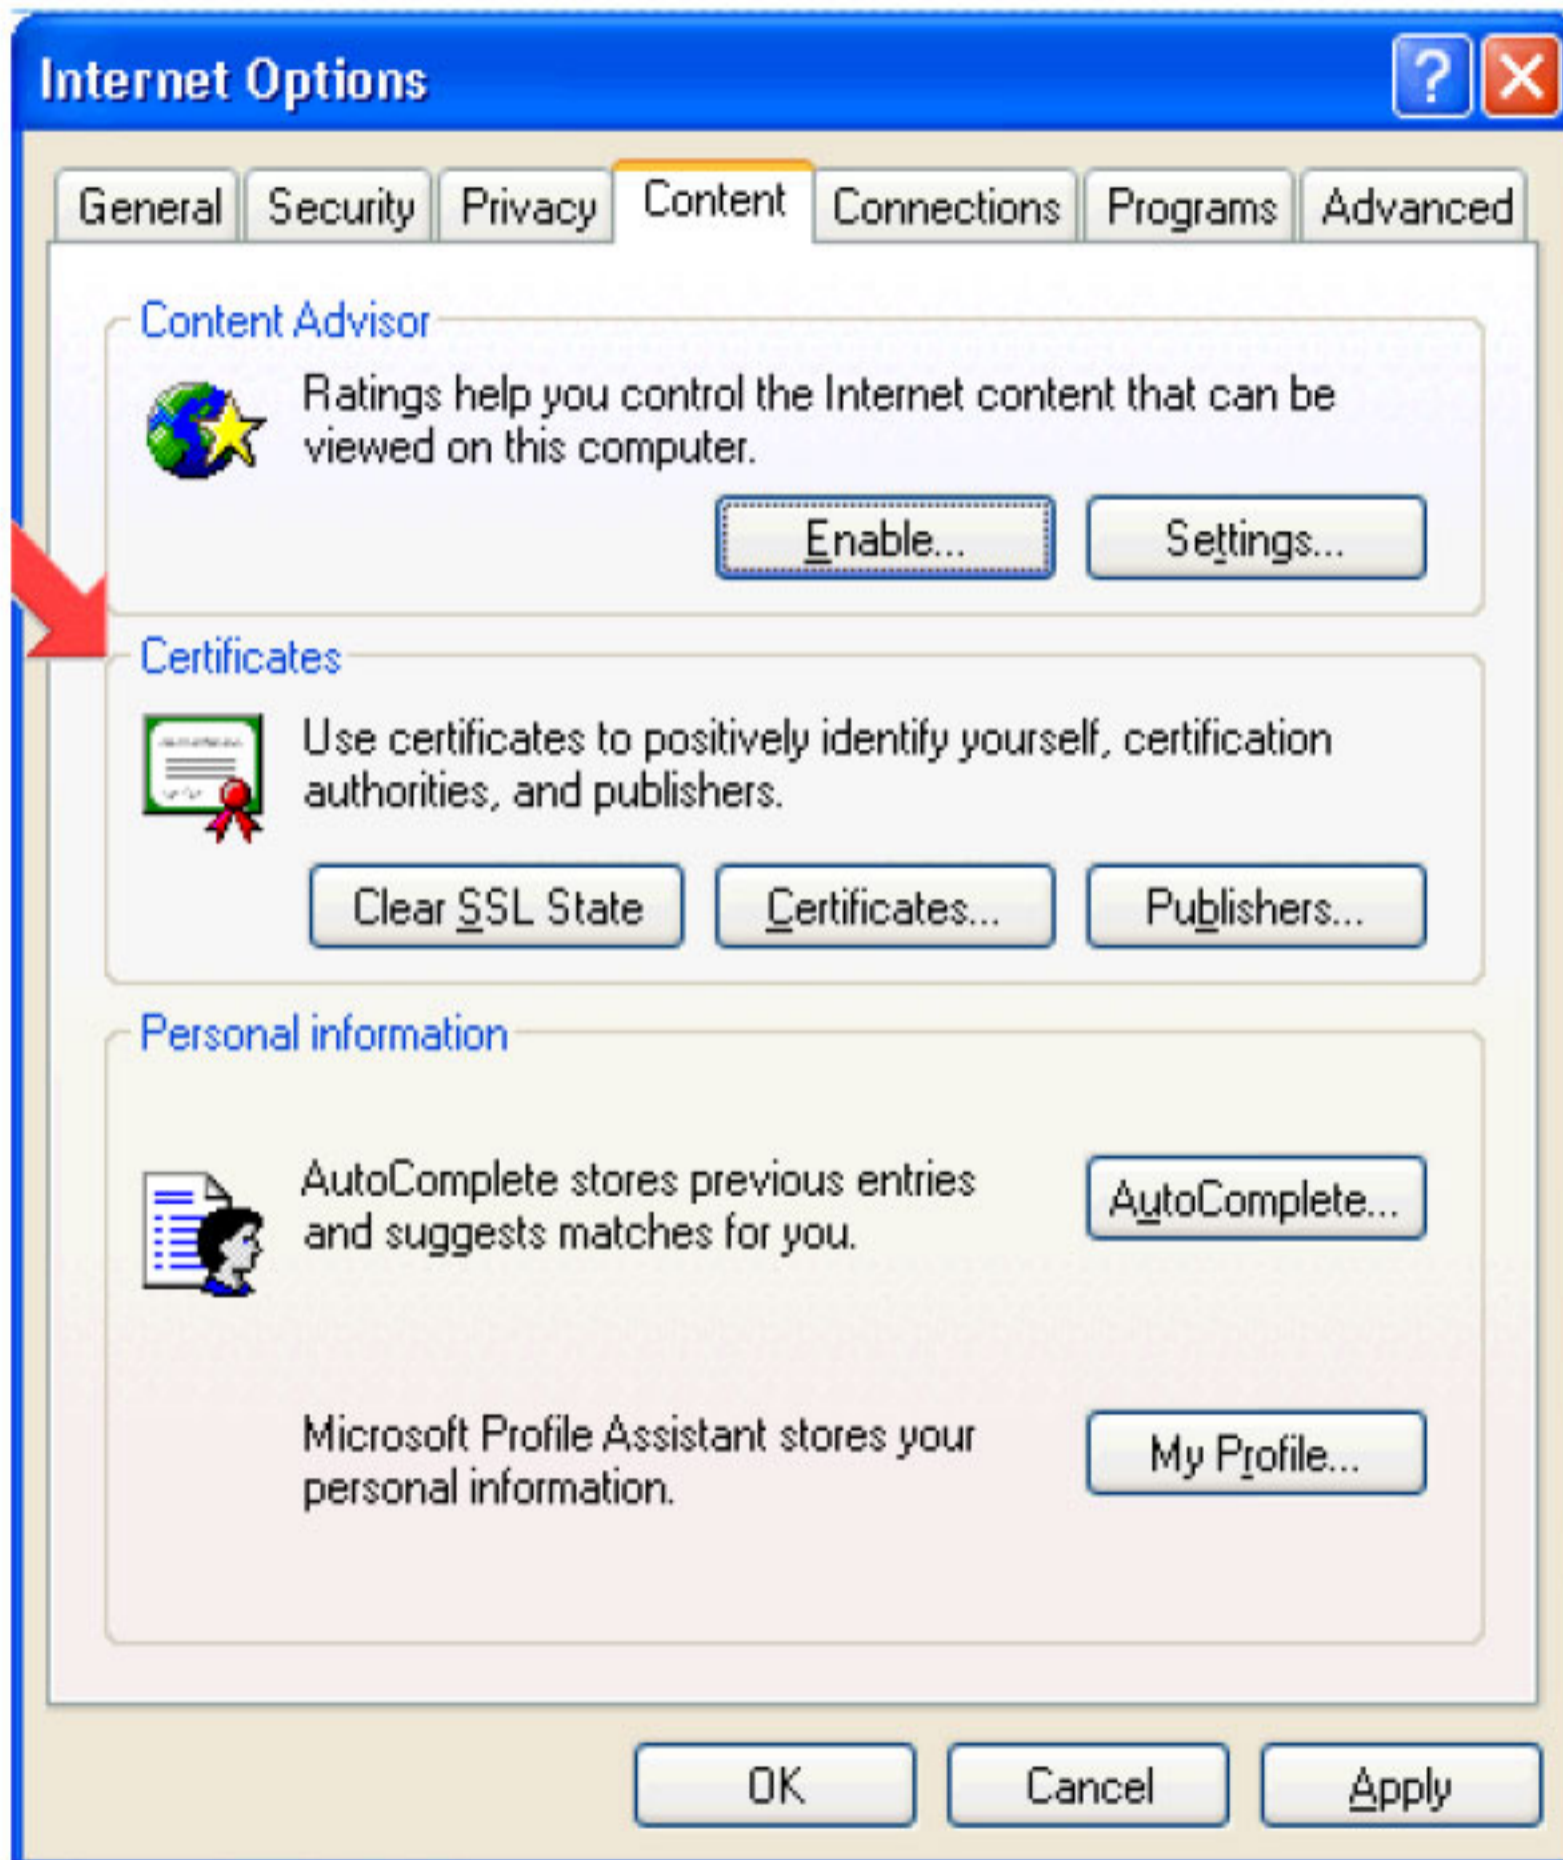 Internet Options
General Security Privacy Content Connections Programs Advanced
Content Advisor
Ratings help you control the Internet content that can be
viewed on this computer.
Enable... Settings...
Certificates
Use certificates to positively identify yourself, certification
authorities, and publishers.
Clear SSL State Certificates... Publishers...
Personal information
AutoComplete stores previous entries
and suggests matches for you.
AutoComplete...
Microsoft Profile Assistant stores your
personal information.
My Profile...
OK Cancel Apply